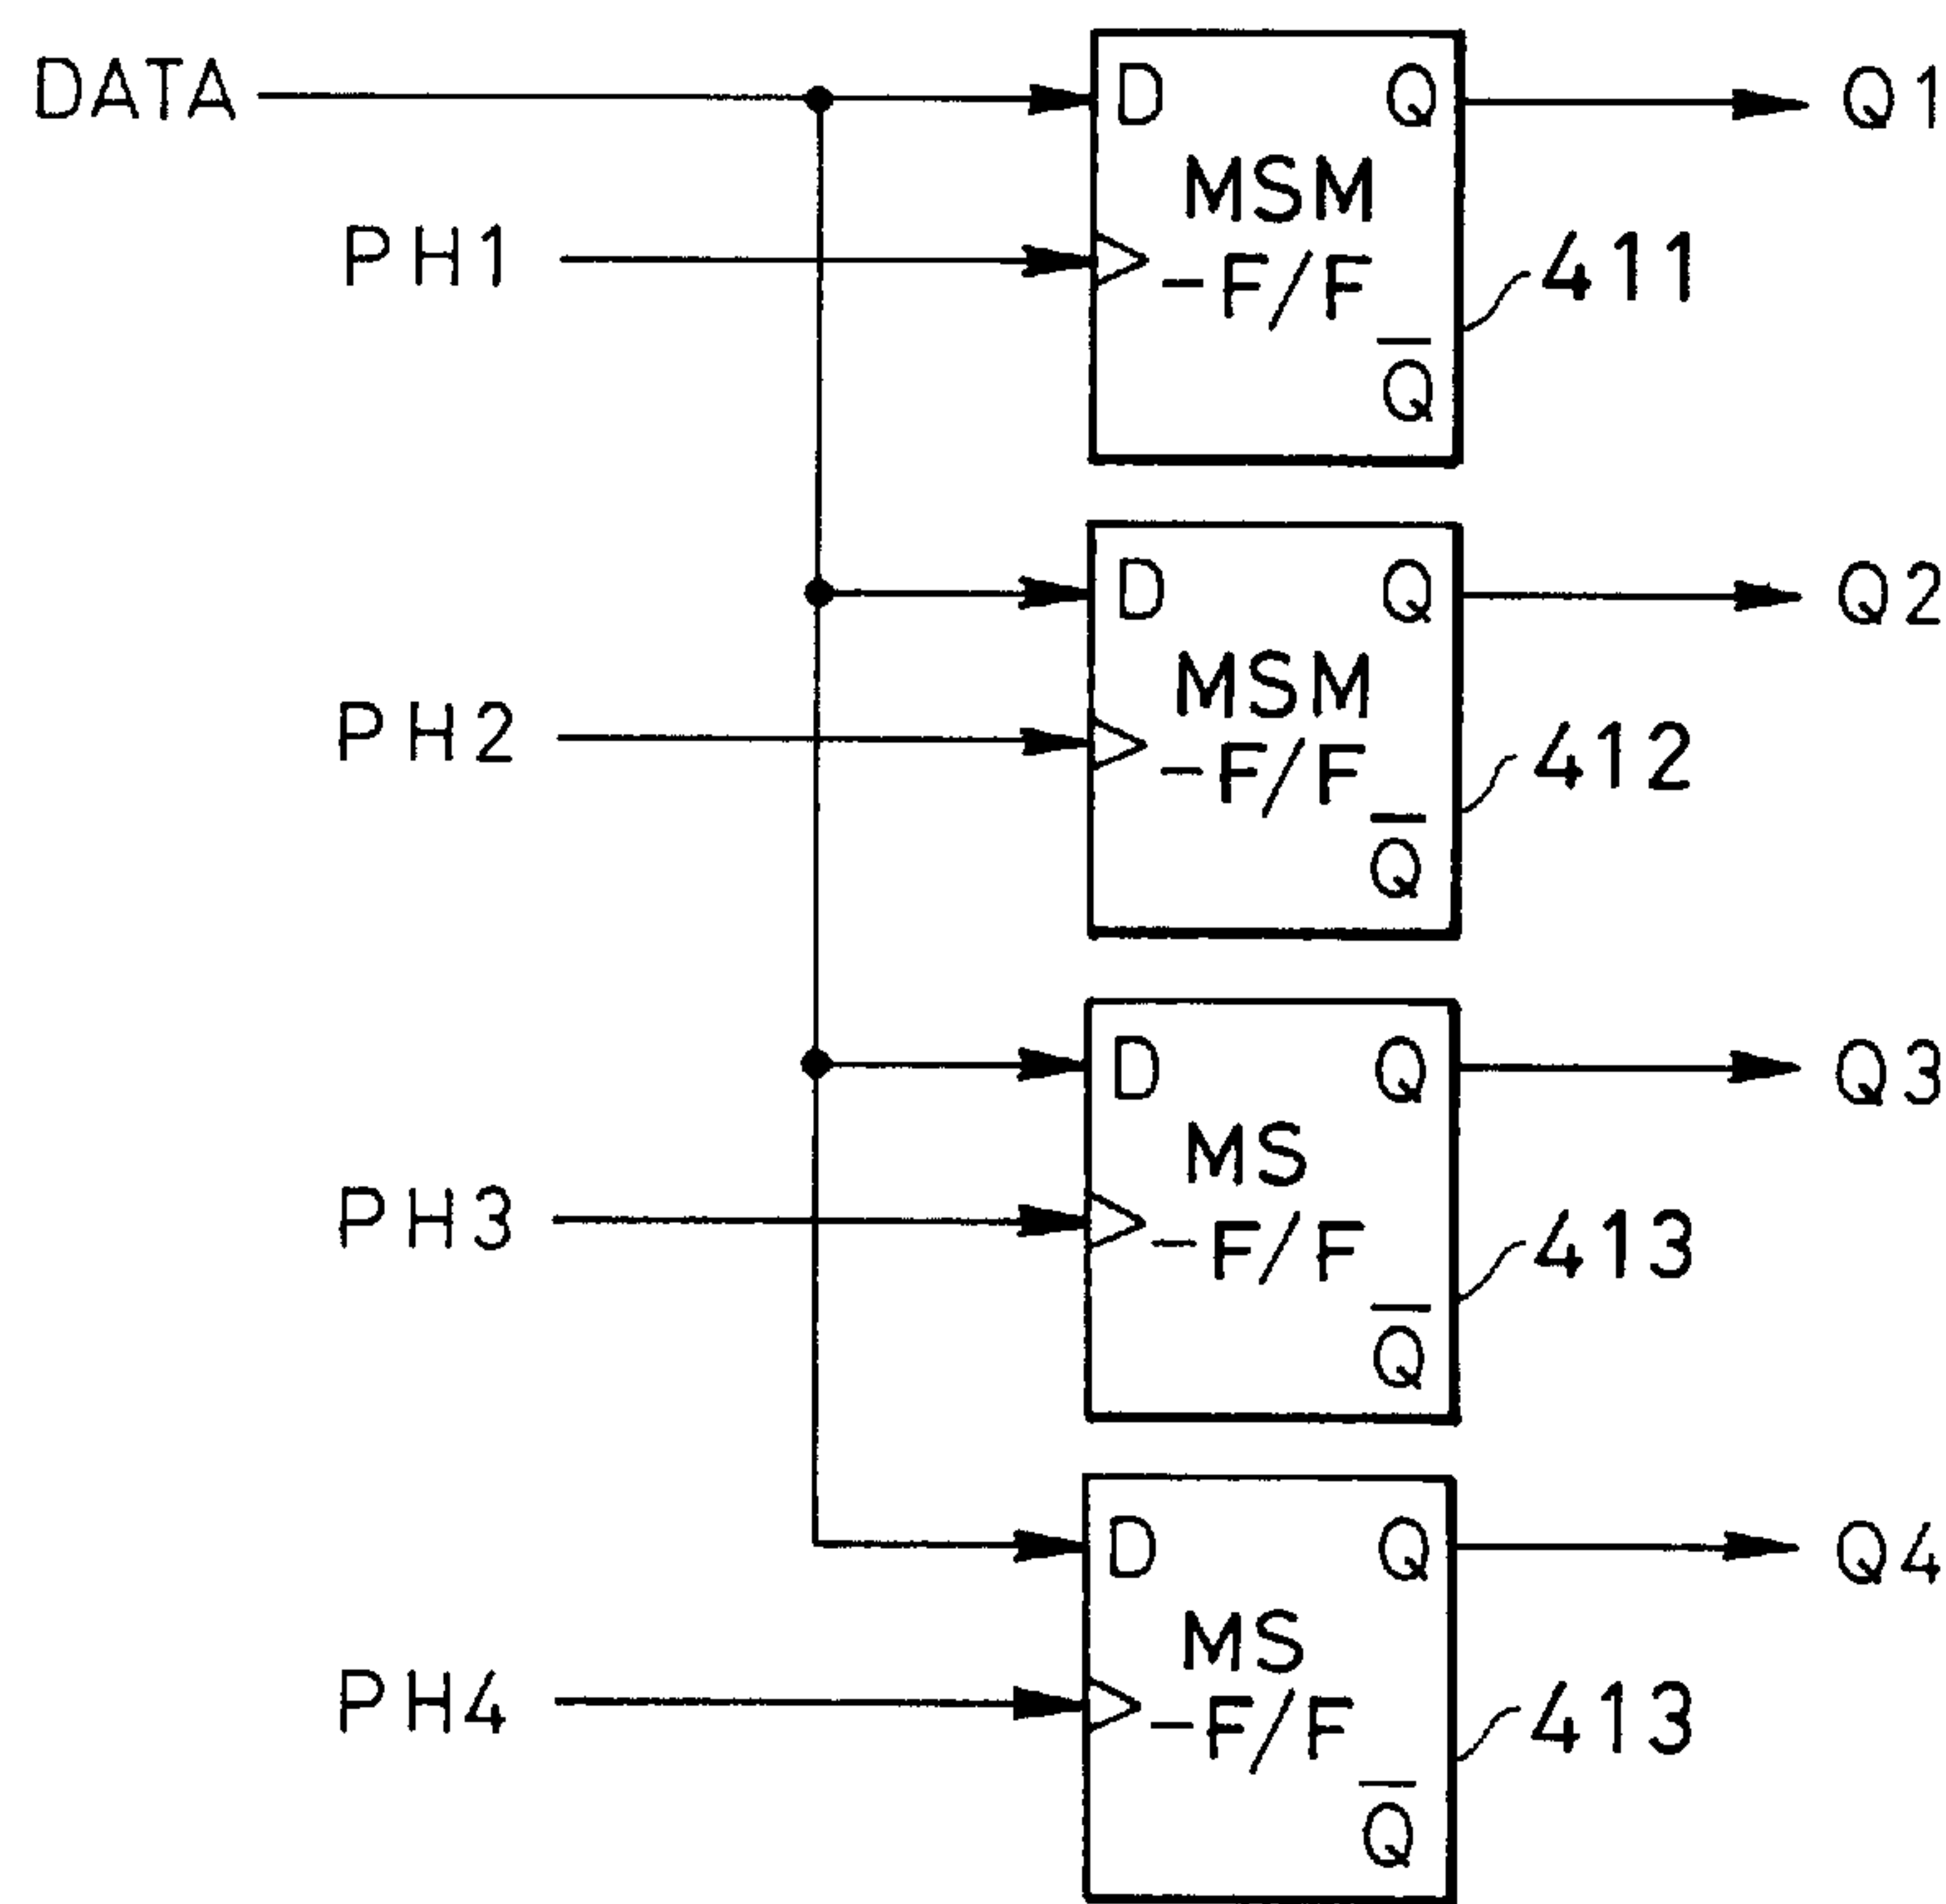 DATA
D Q
Q1
MSM
PH1
-F/F
411
Q̅
D Q
Q2
MSM
PH2
-F/F
412
Q̅
D Q
Q3
MS
PH3
-F/F
413
Q̅
D Q
Q4
MS
PH4
-F/F
413
Q̅